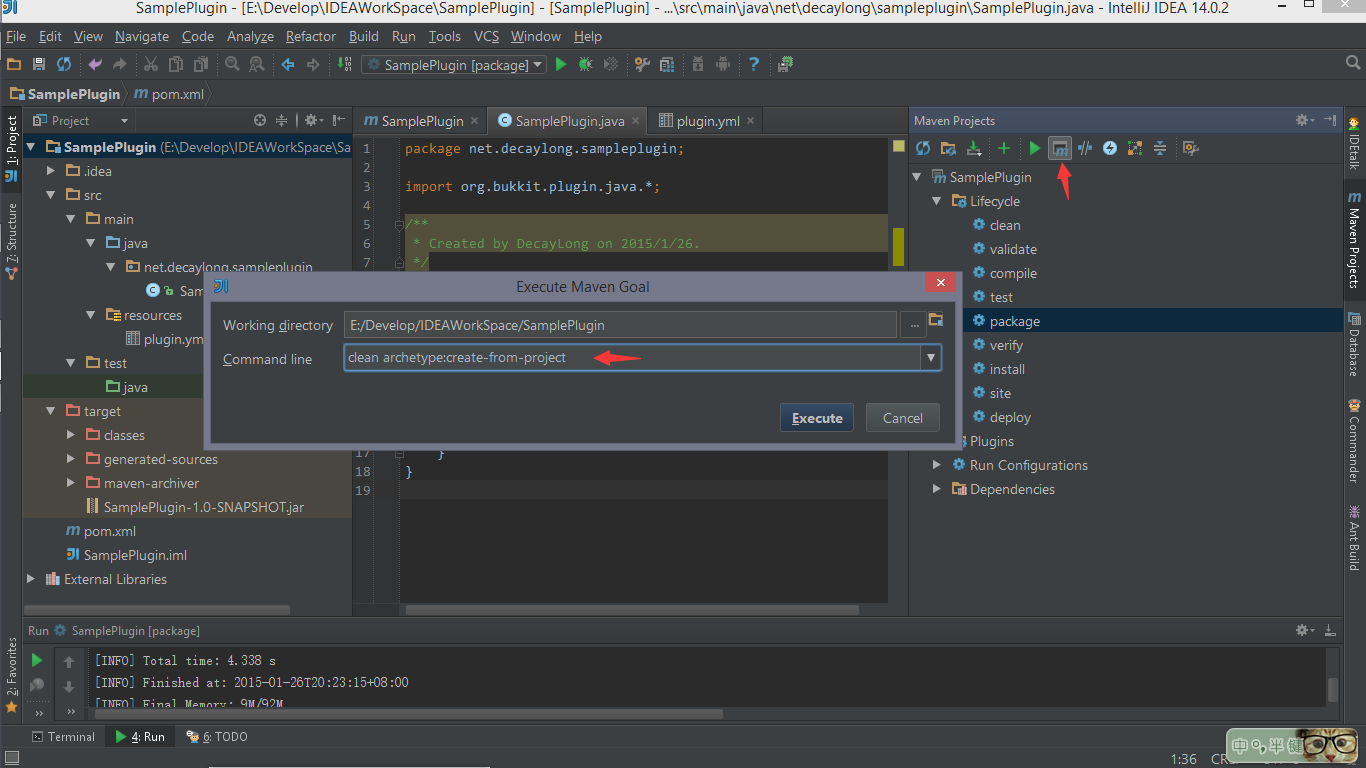 SamplePlugin - [E:\Develop\IDEAWorkSpace\SamplePlugin] - [SamplePlugin] - ...\src\main\java\net\decaylong\sampleplugin\SamplePlugin.java - IntelliJ IDEA 14.0.2
File Edit View Navigate Code Analyze Refactor Build Run Tools VCS Window Help
SamplePlugin [package]
SamplePlugin m pom.xml
1: Project
7: Structure
2: Favorites
Project
SamplePlugin (E:\Develop\IDEAWorkSpace\Sa
.idea
src
main
java
net.decaylong.sampleplugin
Sam
resources
plugin.ym
test
java
target
classes
generated-sources
maven-archiver
SamplePlugin-1.0-SNAPSHOT.jar
m pom.xml
SamplePlugin.iml
External Libraries
m SamplePlugin SamplePlugin.java plugin.yml
1 package net.decaylong.sampleplugin;
2
3 import org.bukkit.plugin.java.*;
4
5 /**
6 * Created by DecayLong on 2015/1/26.
7 */
17 }
18 }
19
Execute Maven Goal
Working directory E:/Develop/IDEAWorkSpace/SamplePlugin ...
Command line clean archetype:create-from-project
Execute Cancel
Maven Projects
SamplePlugin
Lifecycle
clean
validate
compile
test
package
verify
install
site
deploy
Plugins
Run Configurations
Dependencies
IDEtalk
Maven Projects
Database
Commander
Ant Build
Run SamplePlugin [package]
[INFO] Total time: 4.338 s
[INFO] Finished at: 2015-01-26T20:23:15+08:00
[INFO] Final Memory: 9M/92M
Terminal 4: Run 6: TODO
中 半 键
1:36